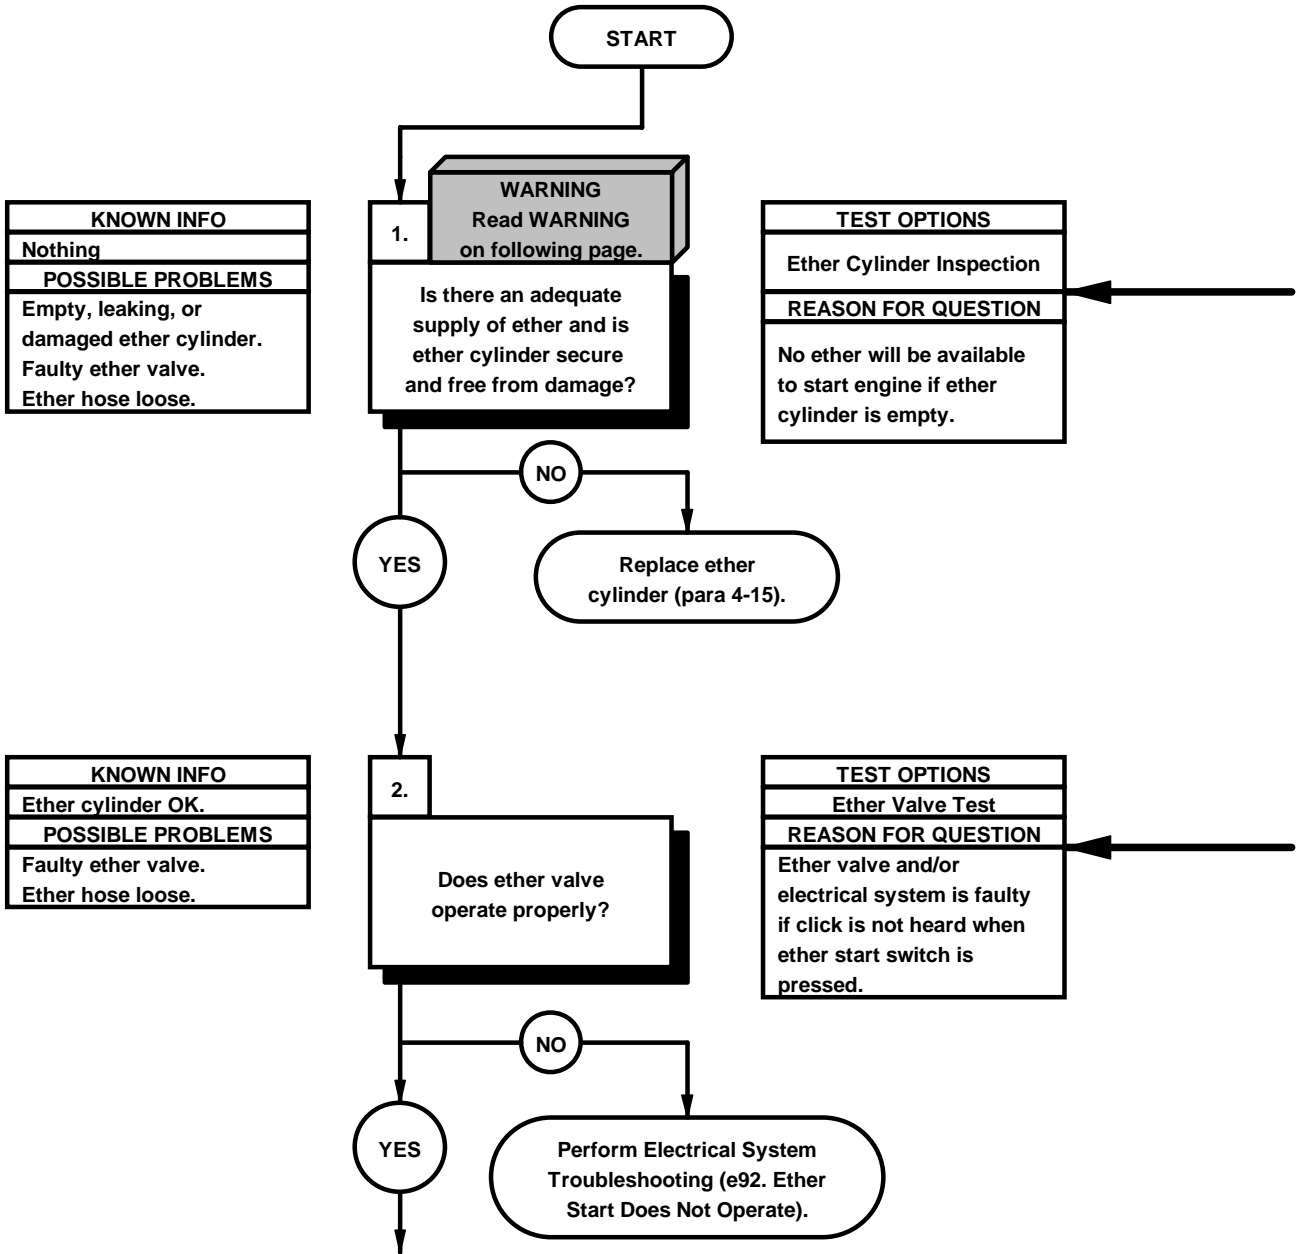 START
KNOWN INFO
Nothing
POSSIBLE PROBLEMS
Empty, leaking, or
damaged ether cylinder.
Faulty ether valve.
Ether hose loose.
1.
WARNING
Read WARNING
on following page.
Is there an adequate
supply of ether and is
ether cylinder secure
and free from damage?
TEST OPTIONS
Ether Cylinder Inspection
REASON FOR QUESTION
No ether will be available
to start engine if ether
cylinder is empty.
NO
YES
Replace ether
cylinder (para 4-15).
KNOWN INFO
Ether cylinder OK.
POSSIBLE PROBLEMS
Faulty ether valve.
Ether hose loose.
2.
Does ether valve
operate properly?
TEST OPTIONS
Ether Valve Test
REASON FOR QUESTION
Ether valve and/or
electrical system is faulty
if click is not heard when
ether start switch is
pressed.
NO
YES
Perform Electrical System
Troubleshooting (e92. Ether
Start Does Not Operate).